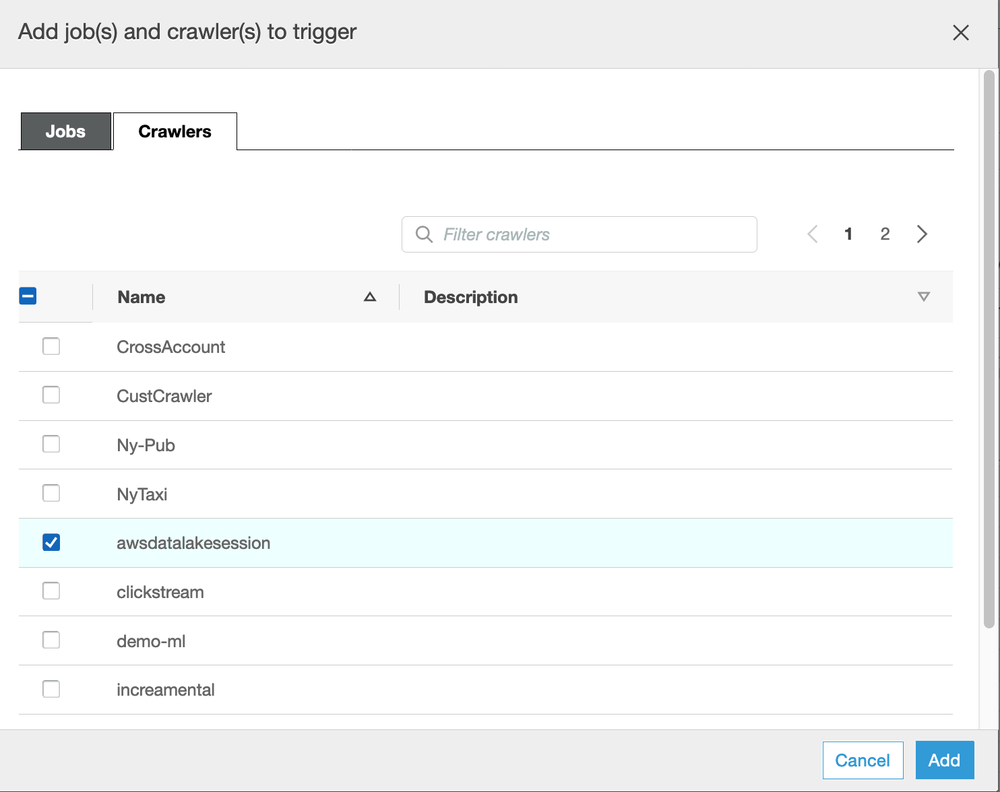 Add job(s) and crawler(s) to trigger
Jobs Crawlers
Filter crawlers 1 2
Name Description
CrossAccount
CustCrawler
Ny-Pub
NyTaxi
awsdatalakesession
clickstream
demo-ml
increamental
Cancel Add